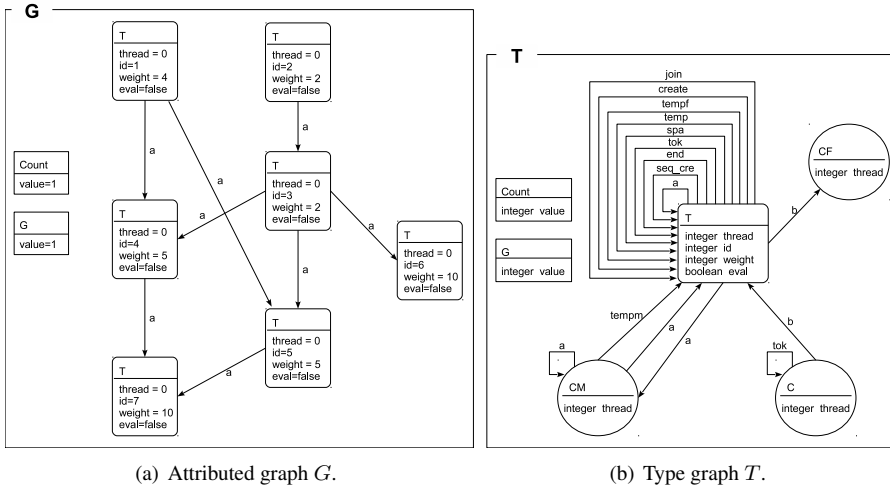 G
T
thread = 0
id=1
weight = 4
eval=false
T
thread = 0
id=2
weight = 2
eval=false
a
a
a
Count
value=1
G
value=1
T
thread = 0
id=3
weight = 2
eval=false
a
a
T
thread = 0
id=4
weight = 5
eval=false
T
thread = 0
id=6
weight = 10
eval=false
a
a
T
thread = 0
id=5
weight = 5
eval=false
a
T
thread = 0
id=7
weight = 10
eval=false
(a) Attributed graph G.
T
join
create
tempf
temp
spa
tok
end
seq_cre
a
Count
integer value
G
integer value
T
integer thread
integer id
integer weight
boolean eval
b
CF
integer thread
tempm
a
a
b
a
CM
integer thread
tok
C
integer thread
(b) Type graph T.